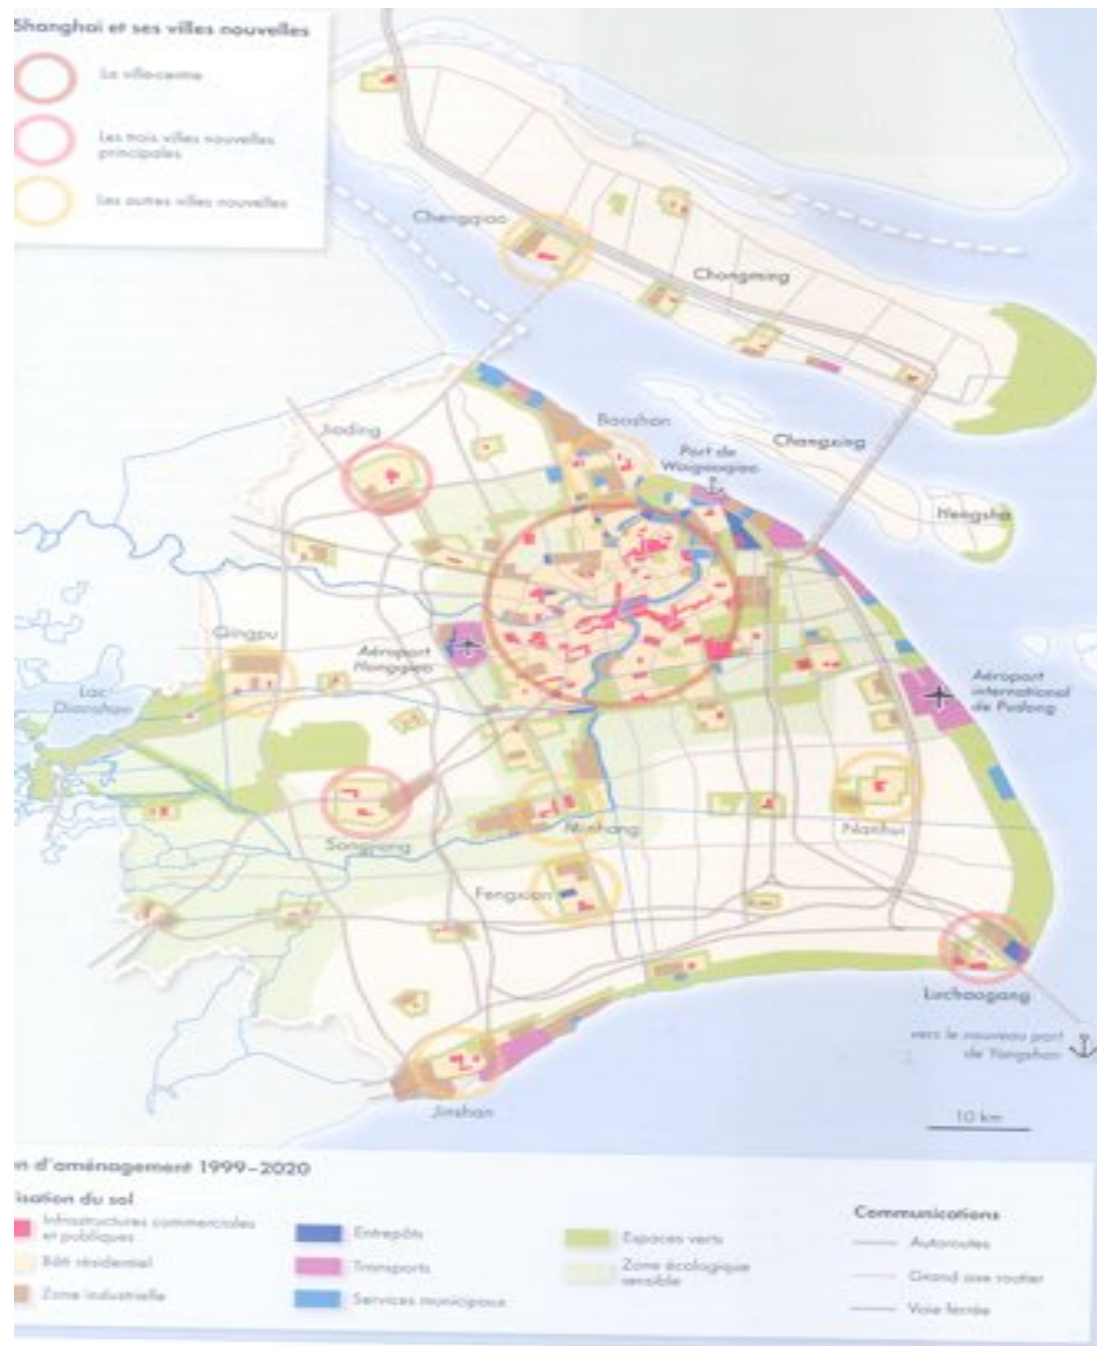 Shanghai et ses villes nouvelles
La ville-centre
Les trois villes nouvelles
principales
Les autres villes nouvelles
Chengqiao
Chongming
Jiading
Baoshan
Changxing
Port de
Waigaoqiao
Hengsha
Qingpu
Aéroport
Hongqiao
Lac
Dianshan
Aéroport
international
de Pudong
Songjiang
Minhang
Nanhui
Fengxian
Luchaogang
vers le nouveau port
de Yangshan
Jinshan
10 km
n d'aménagement 1999–2020
isation du sol
Infrastructures commerciales
et publiques
Bâti résidentiel
Zone industrielle
Entrepôts
Transports
Services municipaux
Espaces verts
Zone écologique
sensible
Communications
Autoroutes
Grand axe routier
Voie ferrée